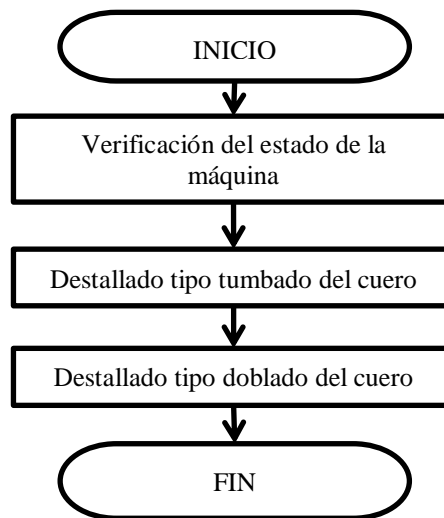 INICIO
Verificación del estado de la
máquina
Destallado tipo tumbado del cuero
Destallado tipo doblado del cuero
FIN